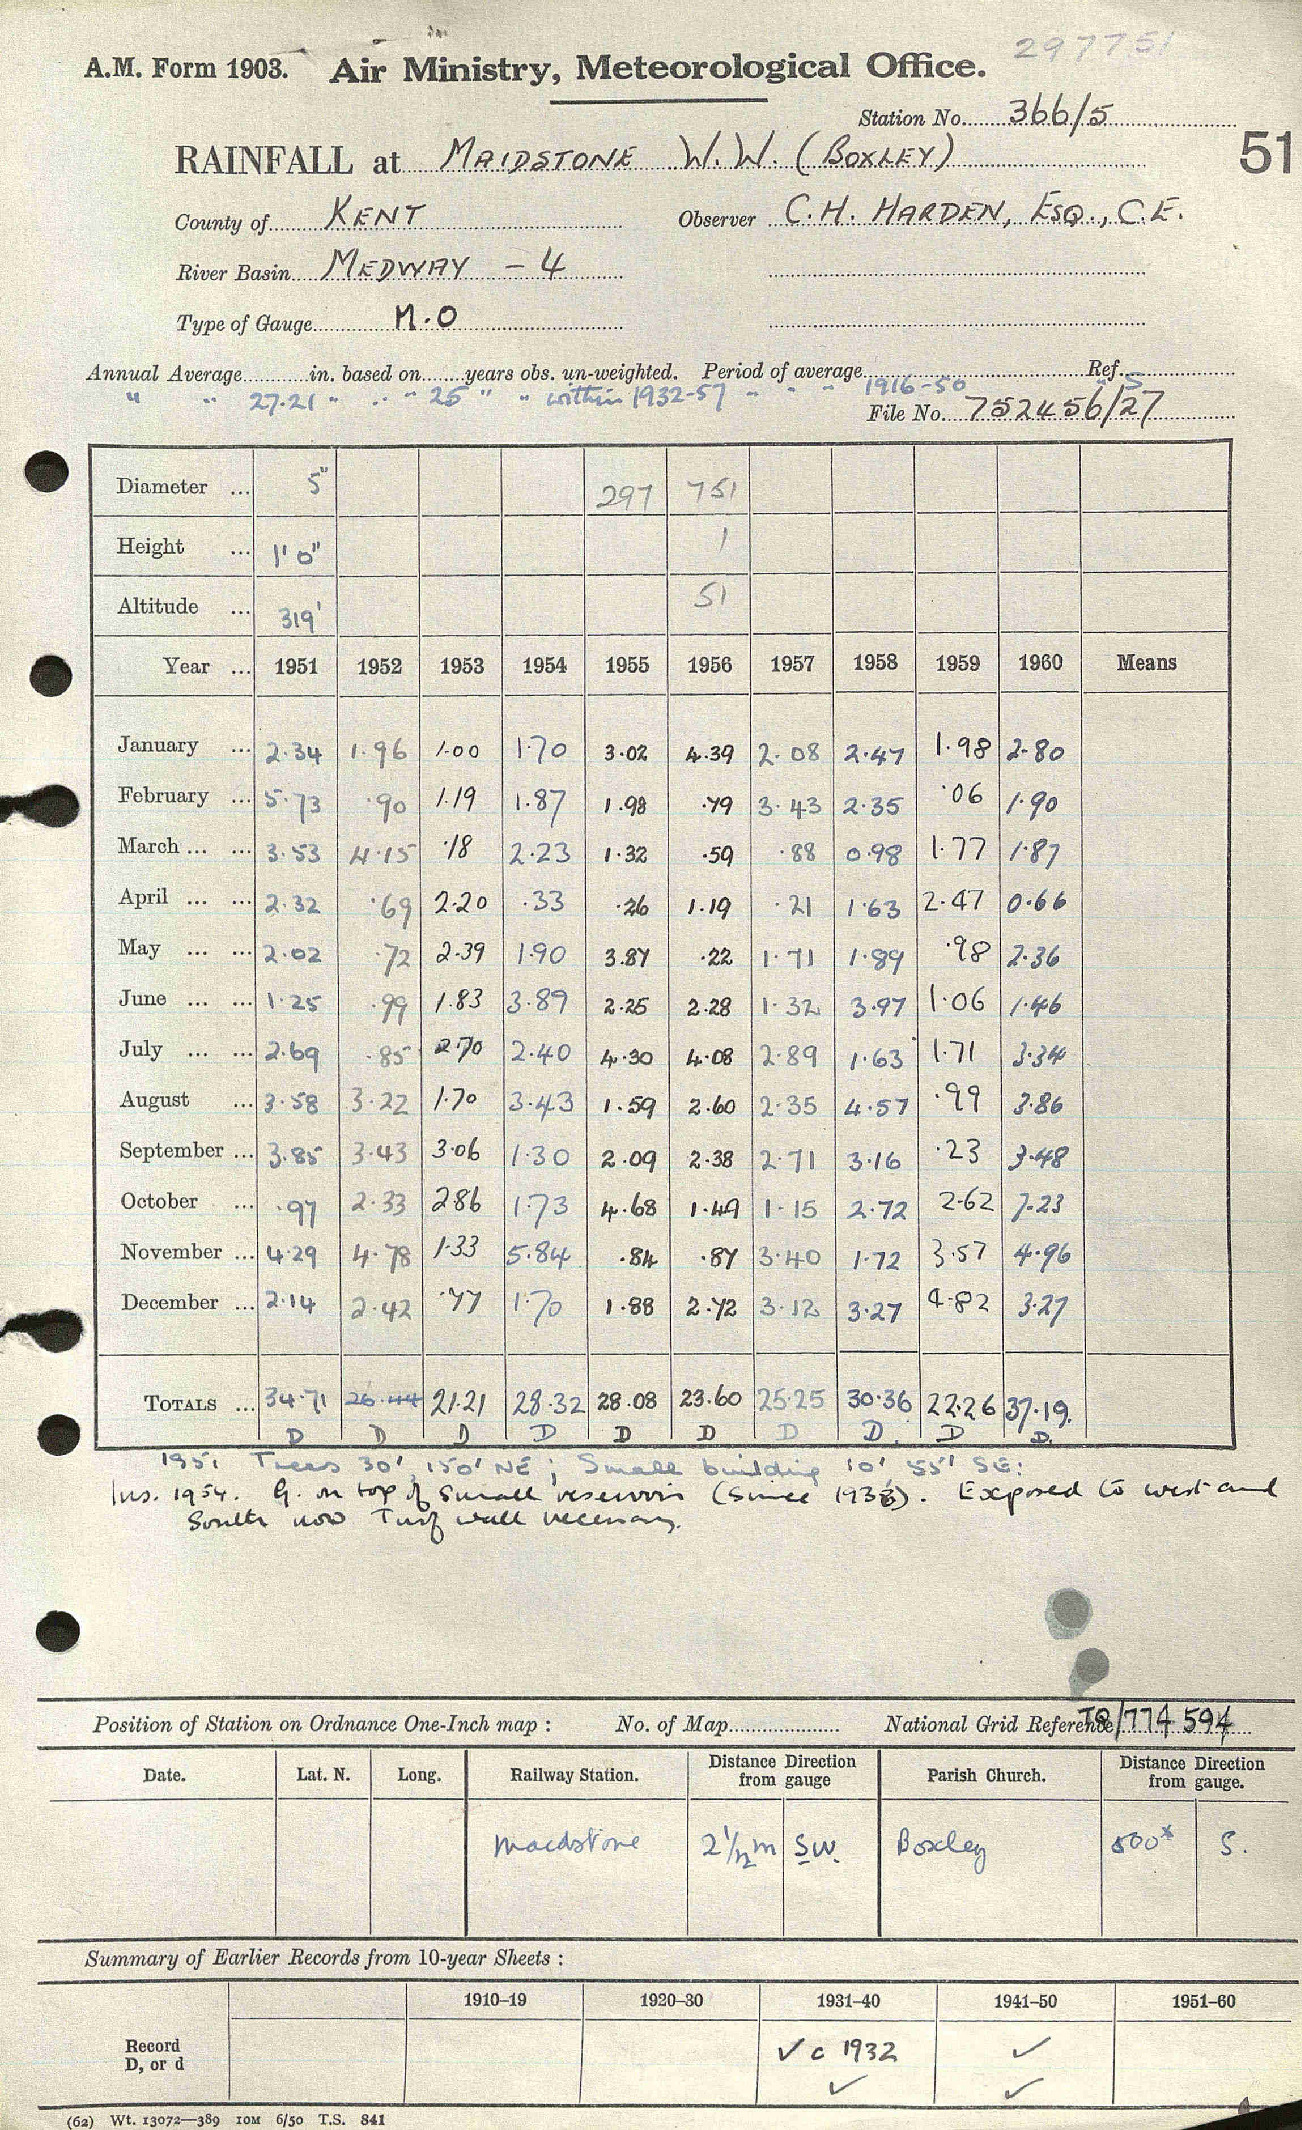 297751
A.M. Form 1903. Air Ministry, Meteorological Office.
Station No. 366/5
51
RAINFALL at MAIDSTONE W.W. (BOXLEY)
County of KENT Observer C.H. HARDEN, ESQ., C.E.
River Basin MEDWAY - 4
Type of Gauge M.O
Annual Average in. based on years obs. un-weighted. Period of average Ref.
" " 27.21 " " " 25 " " within 1932-57 " " " 1916-50 " S
File No. 752456/27
Diameter ... 5" 297 751
Height ... 1'0" 1
Altitude ... 319' 51
Year ... 1951 1952 1953 1954 1955 1956 1957 1958 1959 1960 Means
January ... 2.34 1.96 1.00 1.70 3.02 4.39 2.08 2.47 1.98 2.80
February ... 5.73 .90 1.19 1.87 1.98 .79 3.43 2.35 .06 1.90
March ... ... 3.53 4.15 .18 2.23 1.32 .59 .88 0.98 1.77 1.87
April ... ... 2.32 .69 2.20 .33 .26 1.19 .21 1.63 2.47 0.66
May ... ... 2.02 .72 2.39 1.90 3.87 .22 1.71 1.89 .98 2.36
June ... ... 1.25 .99 1.83 3.89 2.25 2.28 1.32 3.97 1.06 1.46
July ... ... 2.69 .85 2.70 2.40 4.30 4.08 2.89 1.63 1.71 3.34
August ... 3.58 3.22 1.70 3.43 1.59 2.60 2.35 4.57 .99 3.86
September ... 3.85 3.43 3.06 1.30 2.09 2.38 2.71 3.16 .23 3.48
October ... .97 2.33 2.86 1.73 4.68 1.49 1.15 2.72 2.62 7.23
November ... 4.29 4.78 1.33 5.84 .84 .87 3.40 1.72 3.57 4.96
December ... 2.14 2.42 .77 1.70 1.88 2.72 3.12 3.27 4.82 3.27
TOTALS ... 34.71 26.44 21.21 28.32 28.08 23.60 25.25 30.36 22.26 37.19.
D D D D D D D D. D D.
1951 Trees 30', 150' NE; Small building 10' 55' SE:
Ins. 1954. G. on top of small reservoir (Since 1938). Exposed to west and
South now Turf wall necessary.
Position of Station on Ordnance One-Inch map : No. of Map National Grid Reference TQ/774 594
Date. Lat. N. Long. Railway Station. Distance Direction from gauge Parish Church. Distance Direction from gauge.
Maidstone 2 1/2 m SW. Boxley 500x S.
Summary of Earlier Records from 10-year Sheets :
1910–19 1920–30 1931–40 1941–50 1951–60
Record
D, or d
✓ c 1932 ✓
✓ ✓
(62) Wt. 13072—389 10M 6/50 T.S. 841